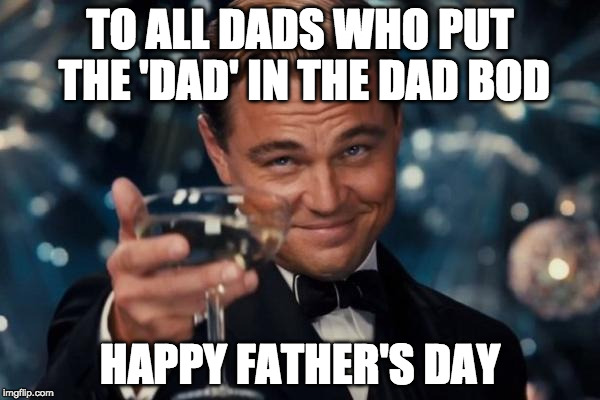 TO ALL DADS WHO PUT
THE 'DAD' IN THE DAD BOD
HAPPY FATHER'S DAY
imgflip.com